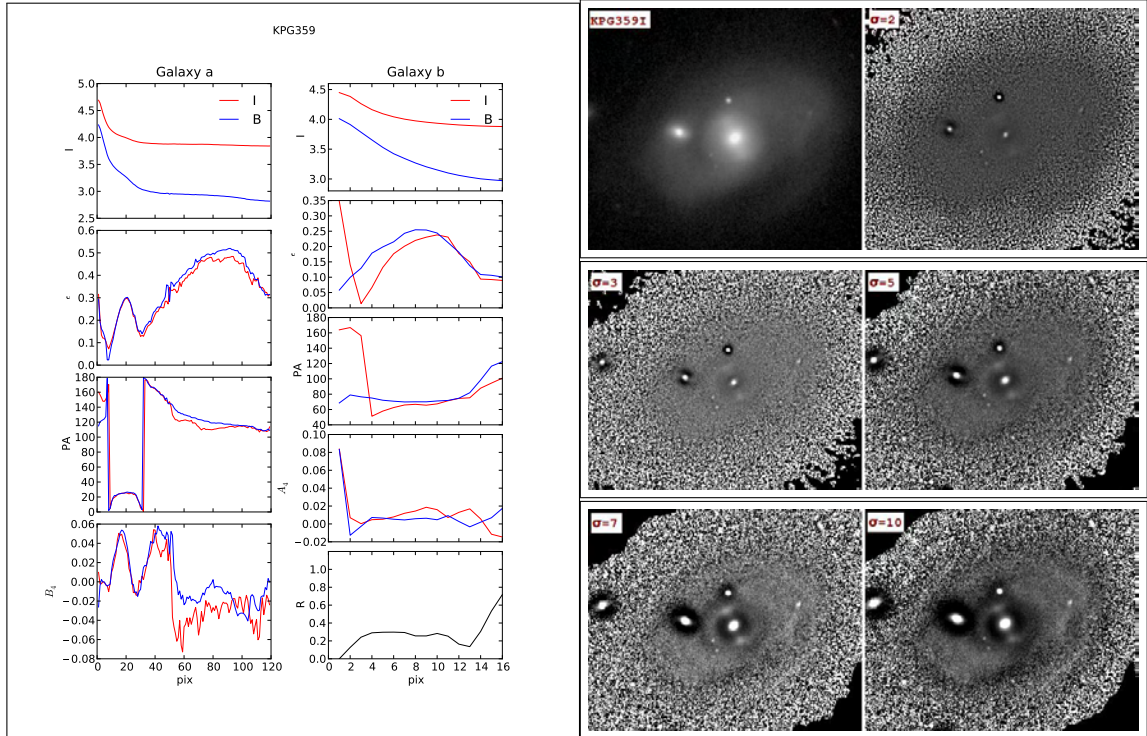 KPG359
Galaxy a
Galaxy b
I
B
I
5.0
4.5
4.0
3.5
3.0
2.5
ϵ
0.6
0.5
0.4
0.3
0.2
0.1
0.0
PA
180
160
140
120
100
80
60
40
20
0
B₄
0.06
0.04
0.02
0.00
−0.02
−0.04
−0.06
−0.08
0 20 40 60 80 100 120
pix
I
B
I
4.5
4.0
3.5
3.0
ϵ
0.35
0.30
0.25
0.20
0.15
0.10
0.05
0.00
PA
180
160
140
120
100
80
60
40
A₄
0.10
0.08
0.06
0.04
0.02
0.00
−0.02
R
1.0
0.8
0.6
0.4
0.2
0.0
0 2 4 6 8 10 12 14 16
pix
KPG359I
σ=2
σ=3
σ=5
σ=7
σ=10